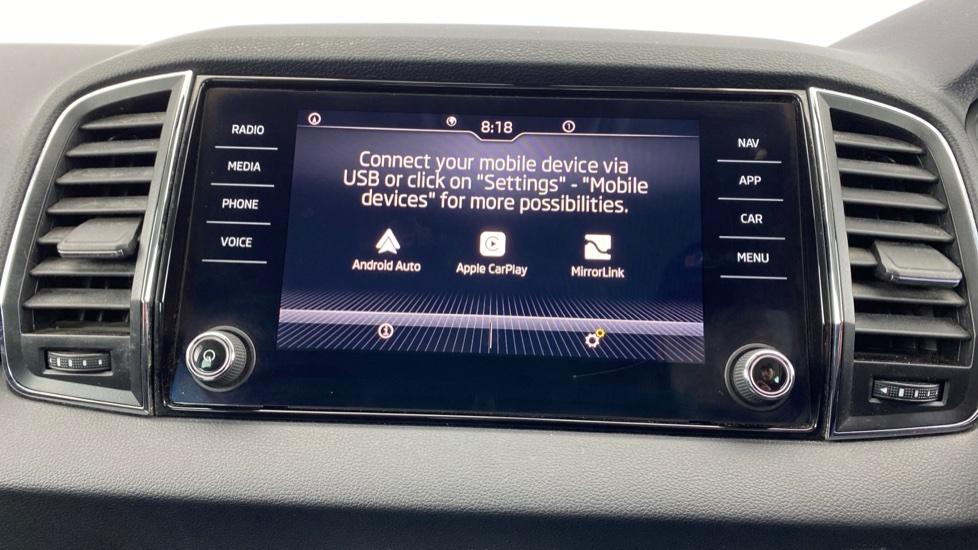 RADIO
MEDIA
PHONE
VOICE
8:18
Connect your mobile device via
USB or click on "Settings" - "Mobile
devices" for more possibilities.
Android Auto
Apple CarPlay
MirrorLink
NAV
APP
CAR
MENU